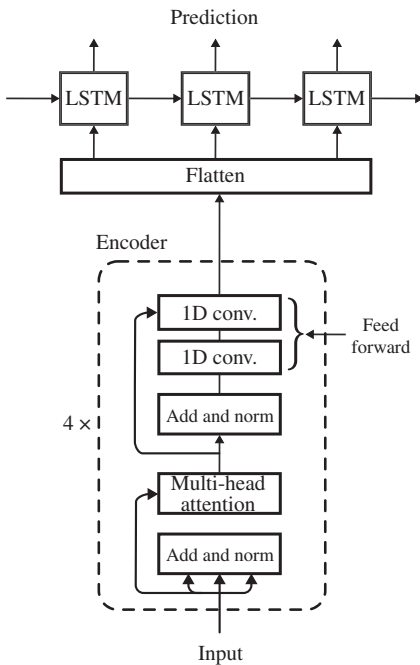 Prediction
LSTM LSTM LSTM
Flatten
Encoder
1D conv.
1D conv.
Feed
forward
Add and norm
4 ×
Multi-head
attention
Add and norm
Input